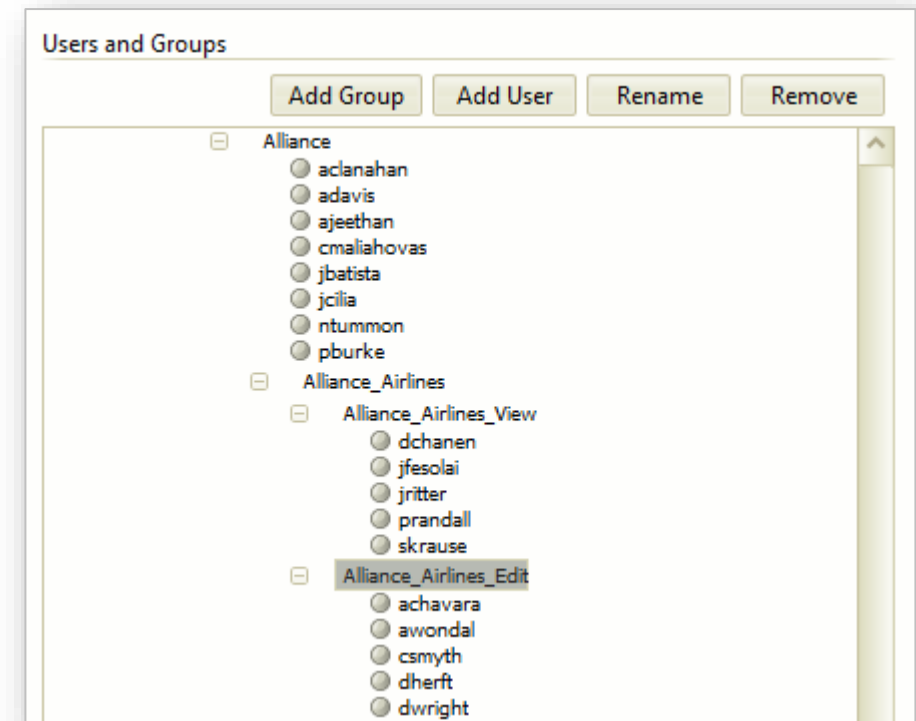 Users and Groups
Add Group Add User Rename Remove
Alliance
aclanahan
adavis
ajeethan
cmaliahovas
jbatista
jcilia
ntummon
pburke
Alliance_Airlines
Alliance_Airlines_View
dchanen
jfesolai
jritter
prandall
skrause
Alliance_Airlines_Edit
achavara
awondal
csmyth
dherft
dwright